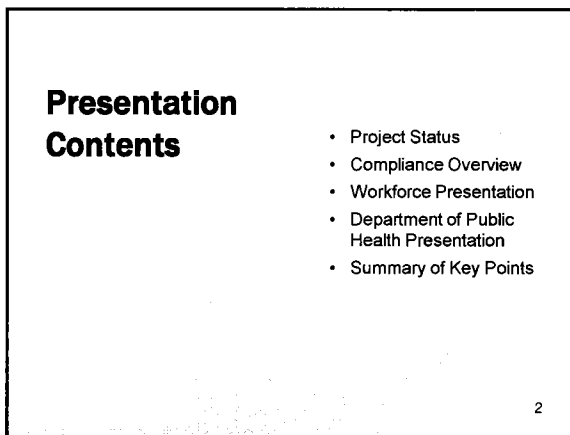 Presentation
Contents
• Project Status
• Compliance Overview
• Workforce Presentation
• Department of Public
Health Presentation
• Summary of Key Points
2